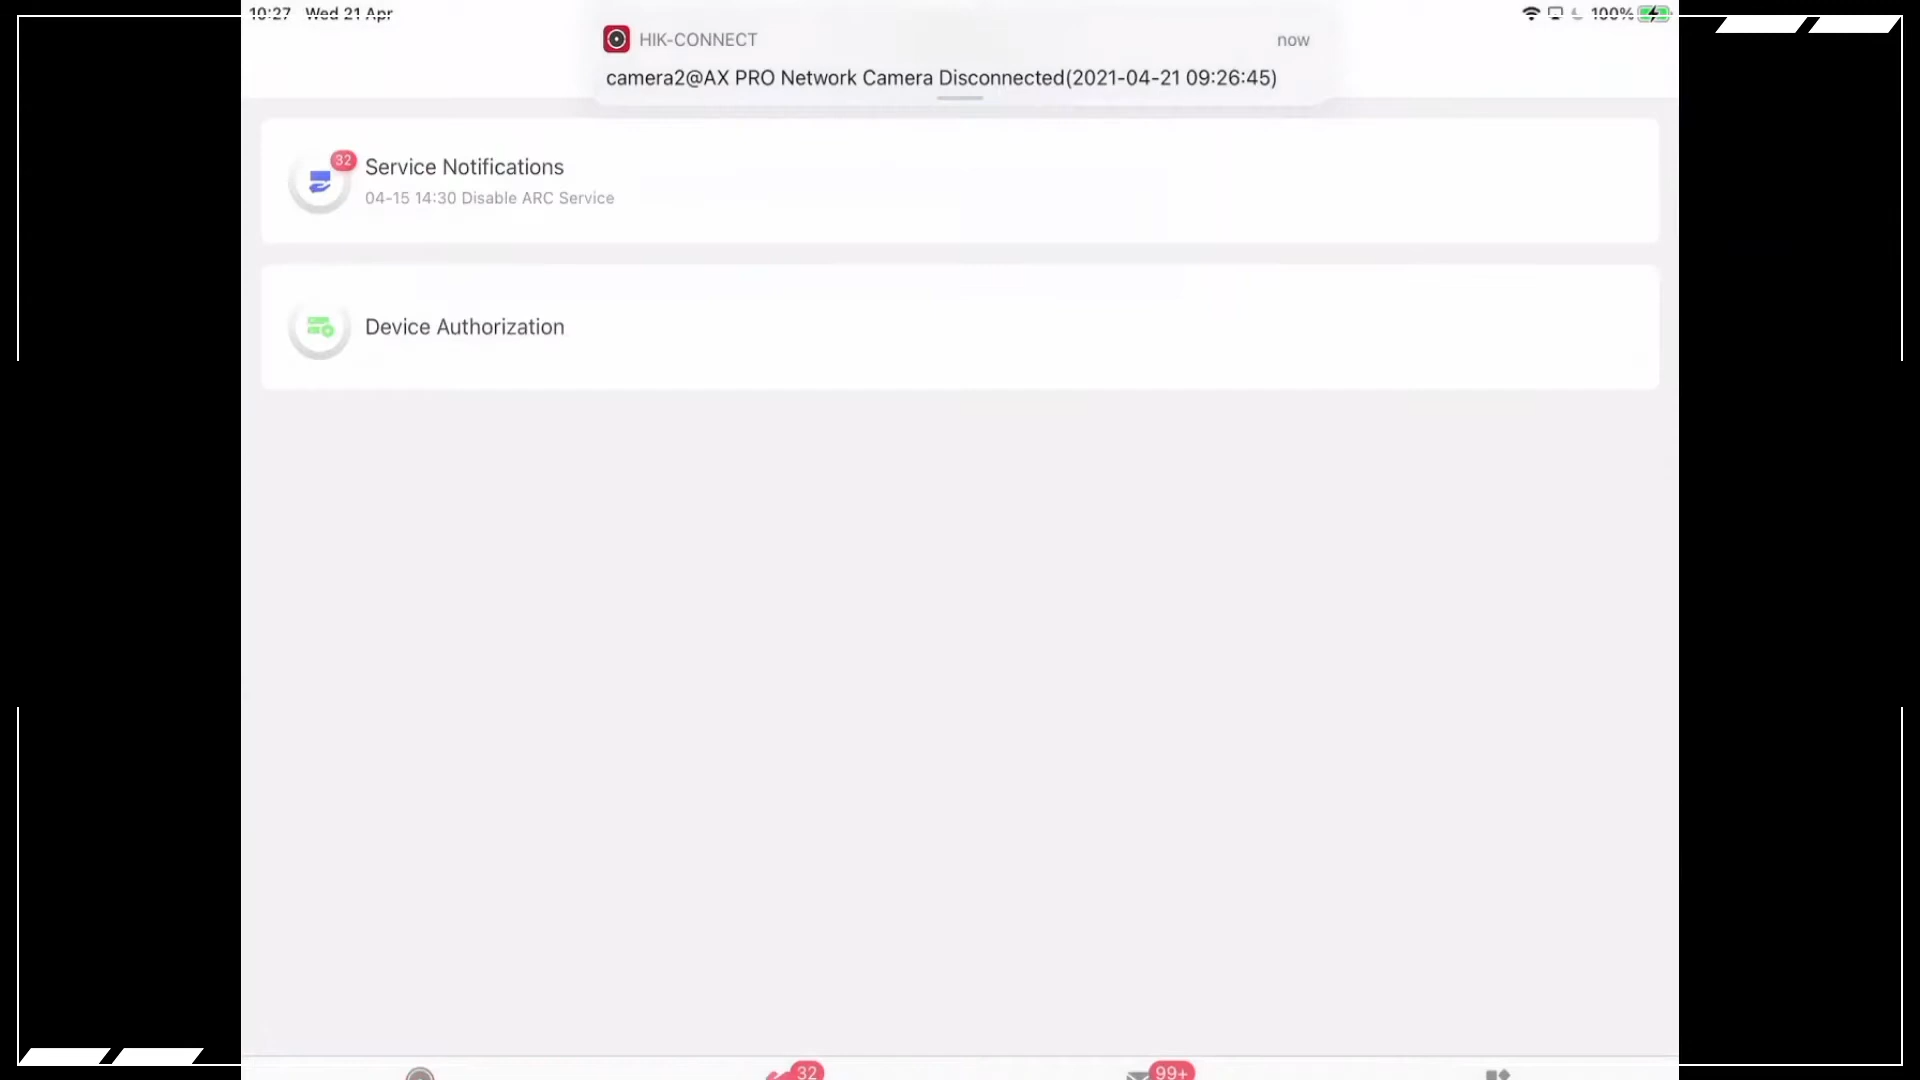 10:27 Wed 21 Apr
100%
HIK-CONNECT
now
camera2@AX PRO Network Camera Disconnected(2021-04-21 09:26:45)
32
Service Notifications
04-15 14:30 Disable ARC Service
Device Authorization
32
99+